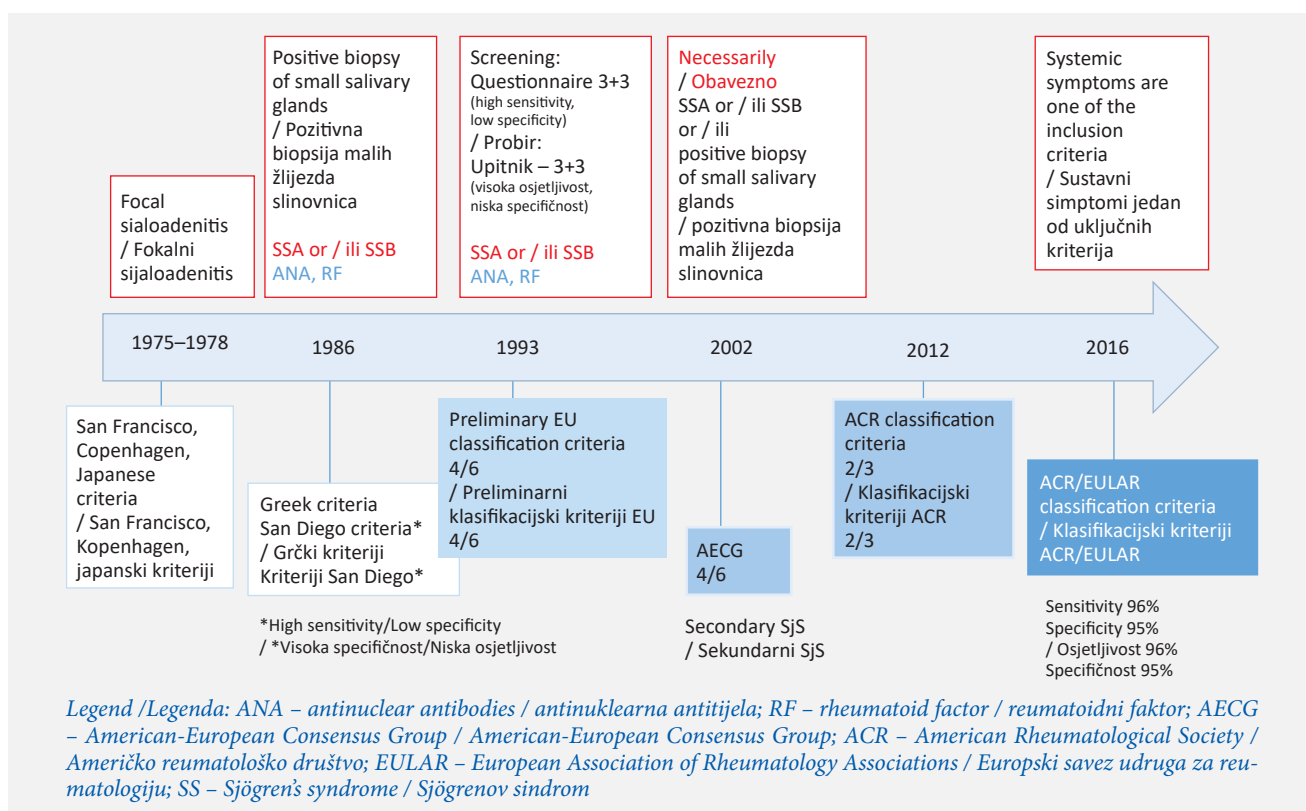 Focal
sialoadenitis
/ Fokalni
sijaloadenitis
Positive biopsy
of small salivary
glands
/ Pozitivna
biopsija malih
žlijezda
slinovnica
SSA or / ili SSB
ANA, RF
Screening:
Questionnaire 3+3
(high sensitivity,
low specificity)
/ Probir:
Upitnik – 3+3
(visoka osjetljivost,
niska specifičnost)
SSA or / ili SSB
ANA, RF
Necessarily
/ Obavezno
SSA or / ili SSB
or / ili
positive biopsy
of small salivary
glands
/ pozitivna biopsija
malih žlijezda
slinovnica
Systemic
symptoms are
one of the
inclusion
criteria
/ Sustavni
simptomi jedan
od uključnih
kriterija
1975–1978
1986
1993
2002
2012
2016
San Francisco,
Copenhagen,
Japanese
criteria
/ San Francisco,
Kopenhagen,
japanski kriteriji
Greek criteria
San Diego criteria*
/ Grčki kriteriji
Kriteriji San Diego*
*High sensitivity/Low specificity
/ *Visoka specifičnost/Niska osjetljivost
Preliminary EU
classification criteria
4/6
/ Preliminarni
klasifikacijski kriteriji EU
4/6
AECG
4/6
Secondary SjS
/ Sekundarni SjS
ACR classification
criteria
2/3
/ Klasifikacijski
kriteriji ACR
2/3
ACR/EULAR
classification criteria
/ Klasifikacijski kriteriji
ACR/EULAR
Sensitivity 96%
Specificity 95%
/ Osjetljivost 96%
Specifičnost 95%
Legend /Legenda: ANA – antinuclear antibodies / antinuklearna antitijela; RF – rheumatoid factor / reumatoidni faktor; AECG
– American-European Consensus Group / American-European Consensus Group; ACR – American Rheumatological Society /
Američko reumatološko društvo; EULAR – European Association of Rheumatology Associations / Europski savez udruga za reu-
matologiju; SS – Sjögren's syndrome / Sjögrenov sindrom